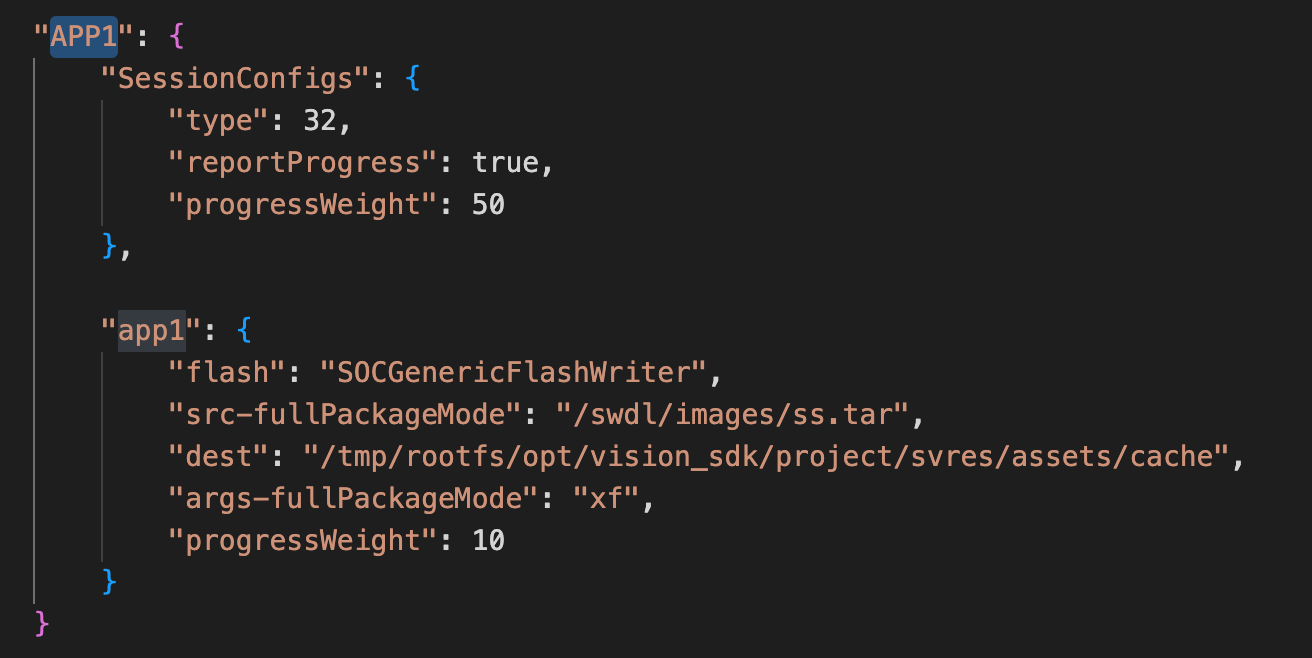 "APP1": {
"SessionConfigs": {
"type": 32,
"reportProgress": true,
"progressWeight": 50
},
"app1": {
"flash": "SOCGenericFlashWriter",
"src-fullPackageMode": "/swdl/images/ss.tar",
"dest": "/tmp/rootfs/opt/vision_sdk/project/svres/assets/cache",
"args-fullPackageMode": "xf",
"progressWeight": 10
}
}